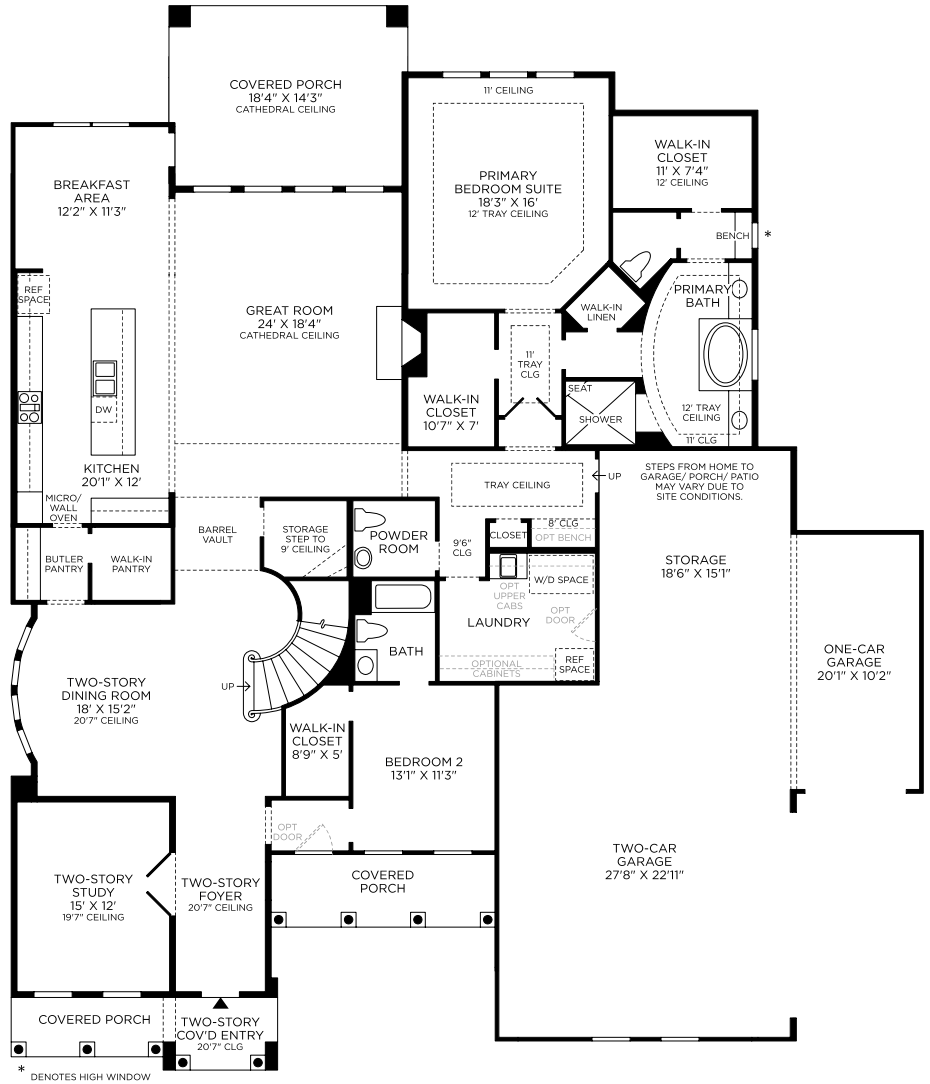 COVERED PORCH
18'4" X 14'3"
CATHEDRAL CEILING
11' CEILING
PRIMARY
BEDROOM SUITE
18'3" X 16'
12' TRAY CEILING
WALK-IN
CLOSET
11' X 7'4"
12' CEILING
BREAKFAST
AREA
12'2" X 11'3"
BENCH
*
REF
SPACE
PRIMARY
BATH
WALK-IN
LINEN
GREAT ROOM
24' X 18'4"
CATHEDRAL CEILING
11'
TRAY
CLG
DW
SEAT
SHOWER
12' TRAY
CEILING
11' CLG
WALK-IN
CLOSET
10'7" X 7'
KITCHEN
20'1" X 12'
MICRO/
WALL
OVEN
TRAY CEILING
UP
STEPS FROM HOME TO
GARAGE/ PORCH/ PATIO
MAY VARY DUE TO
SITE CONDITIONS.
BARREL
VAULT
STORAGE
STEP TO
9' CEILING
POWDER
ROOM
9'6"
CLG
CLOSET
8' CLG
OPT BENCH
BUTLER
PANTRY
WALK-IN
PANTRY
STORAGE
18'6" X 15'1"
W/D SPACE
OPT
UPPER
CABS
OPT
DOOR
LAUNDRY
BATH
OPTIONAL
CABINETS
REF
SPACE
ONE-CAR
GARAGE
20'1" X 10'2"
TWO-STORY
DINING ROOM
18' X 15'2"
20'7" CEILING
UP
WALK-IN
CLOSET
8'9" X 5'
BEDROOM 2
13'1" X 11'3"
OPT
DOOR
TWO-CAR
GARAGE
27'8" X 22'11"
TWO-STORY
STUDY
15' X 12'
19'7" CEILING
TWO-STORY
FOYER
20'7" CEILING
COVERED
PORCH
COVERED PORCH
TWO-STORY
COV'D ENTRY
20'7" CLG
* DENOTES HIGH WINDOW